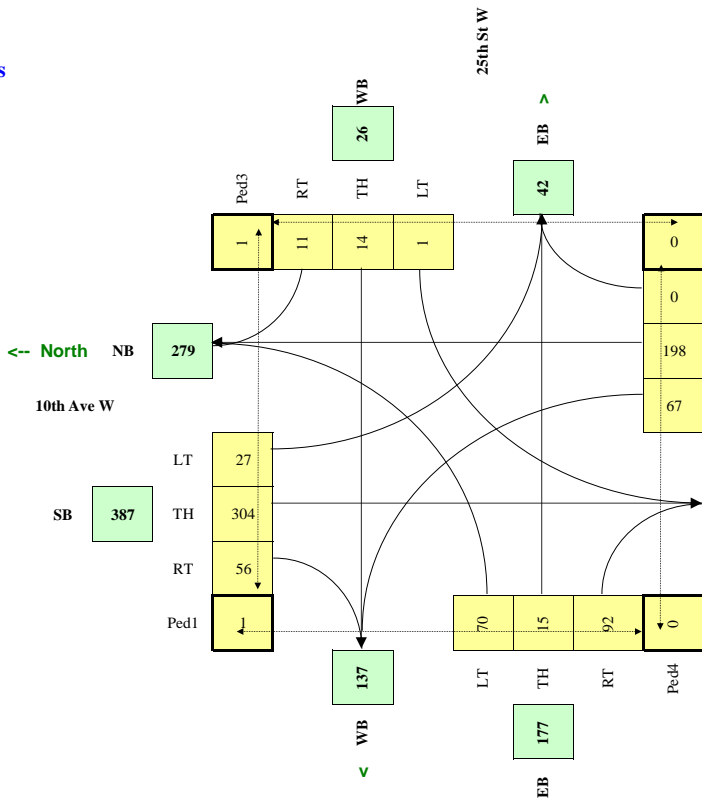 25th St W
s
WB
>
26
EB
Ped3
RT
TH
LT
42
1
11
14
1
0
0
<-- North
NB
279
198
10th Ave W
67
LT
27
SB
387
TH
304
RT
56
Ped1
1
70
15
92
0
137
LT
TH
RT
Ped4
WB
177
<
EB